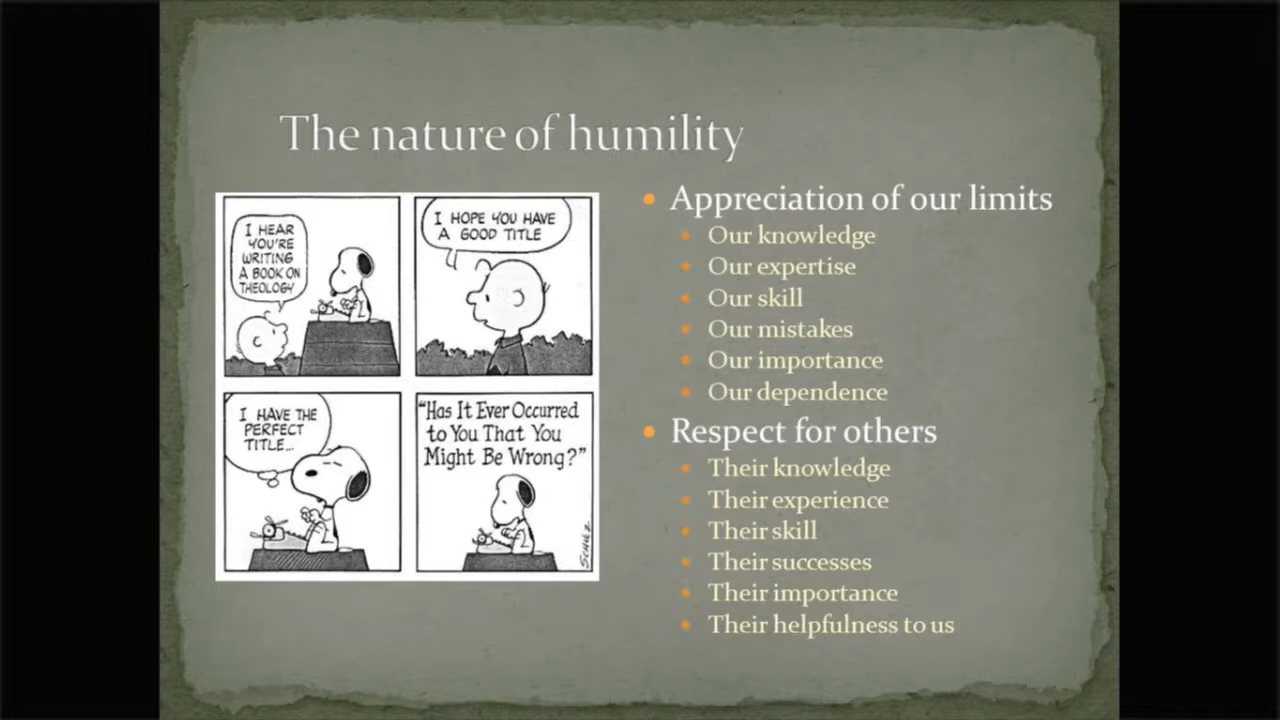 The nature of humility
I HEAR
YOU'RE
WRITING
A BOOK ON
THEOLOGY
I HOPE YOU HAVE
A GOOD TITLE
I HAVE THE
PERFECT
TITLE...
"Has It Ever Occurred
to You That You
Might Be Wrong?"
SCHULZ
Appreciation of our limits
Our knowledge
Our expertise
Our skill
Our mistakes
Our importance
Our dependence
Respect for others
Their knowledge
Their experience
Their skill
Their successes
Their importance
Their helpfulness to us